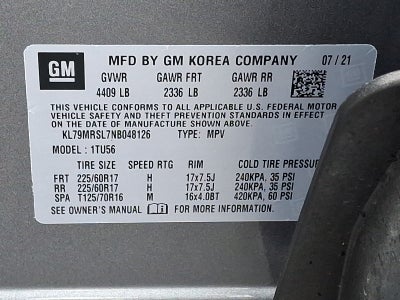 GM
MFD BY GM KOREA COMPANY 07 / 21
GVWR GAWR FRT GAWR RR
4409 LB 2336 LB 2336 LB
THIS VEHICLE CONFORMS TO ALL APPLICABLE U.S. FEDERAL MOTOR
VEHICLE SAFETY AND THEFT PREVENTION STANDARDS IN EFFECT
ON THE DATE OF MANUFACTURE SHOWN ABOVE.
KL79MRSL7NB048126 TYPE: MPV
MODEL: 1TU56
TIRE SIZE SPEED RTG RIM COLD TIRE PRESSURE
FRT 225/60R17 H 17x7.5J 240KPA, 35 PSI
RR 225/60R17 H 17x7.5J 240KPA, 35 PSI
SPA T125/70R16 M 16x4.0BT 420KPA, 60 PSI
SEE OWNER'S MANUAL FOR MORE INFORMATION